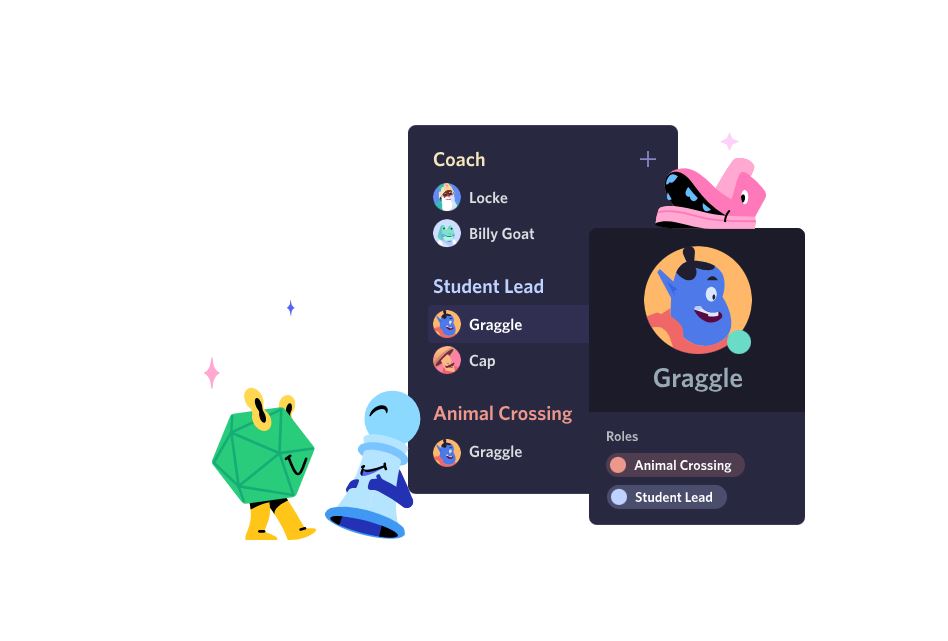 Coach
Locke
Billy Goat
Student Lead
Graggle
Cap
Animal Crossing
Graggle
Graggle
Roles
Animal Crossing
Student Lead